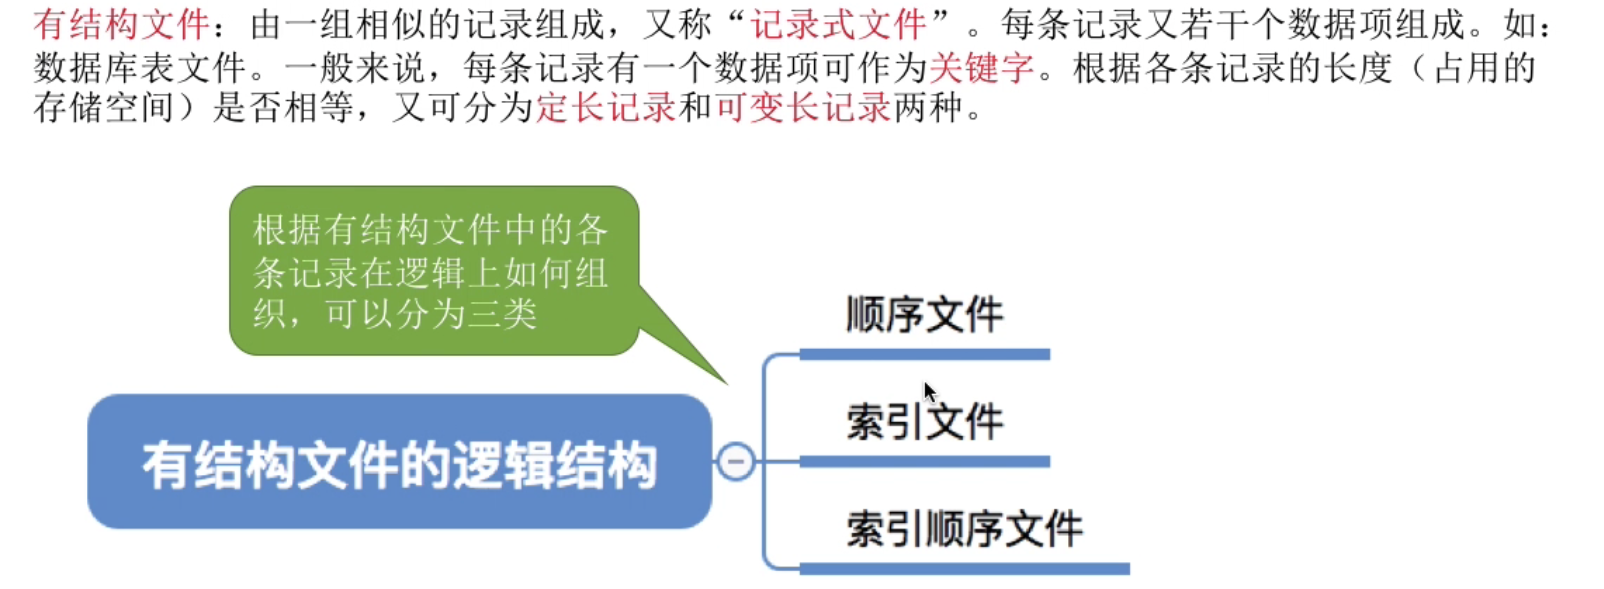 有结构文件：由一组相似的记录组成，又称“记录式文件”。每条记录又若干个数据项组成。如：
数据库表文件。一般来说，每条记录有一个数据项可作为关键字。根据各条记录的长度（占用的
存储空间）是否相等，又可分为定长记录和可变长记录两种。
根据有结构文件中的各
条记录在逻辑上如何组
织，可以分为三类
有结构文件的逻辑结构
顺序文件
索引文件
索引顺序文件